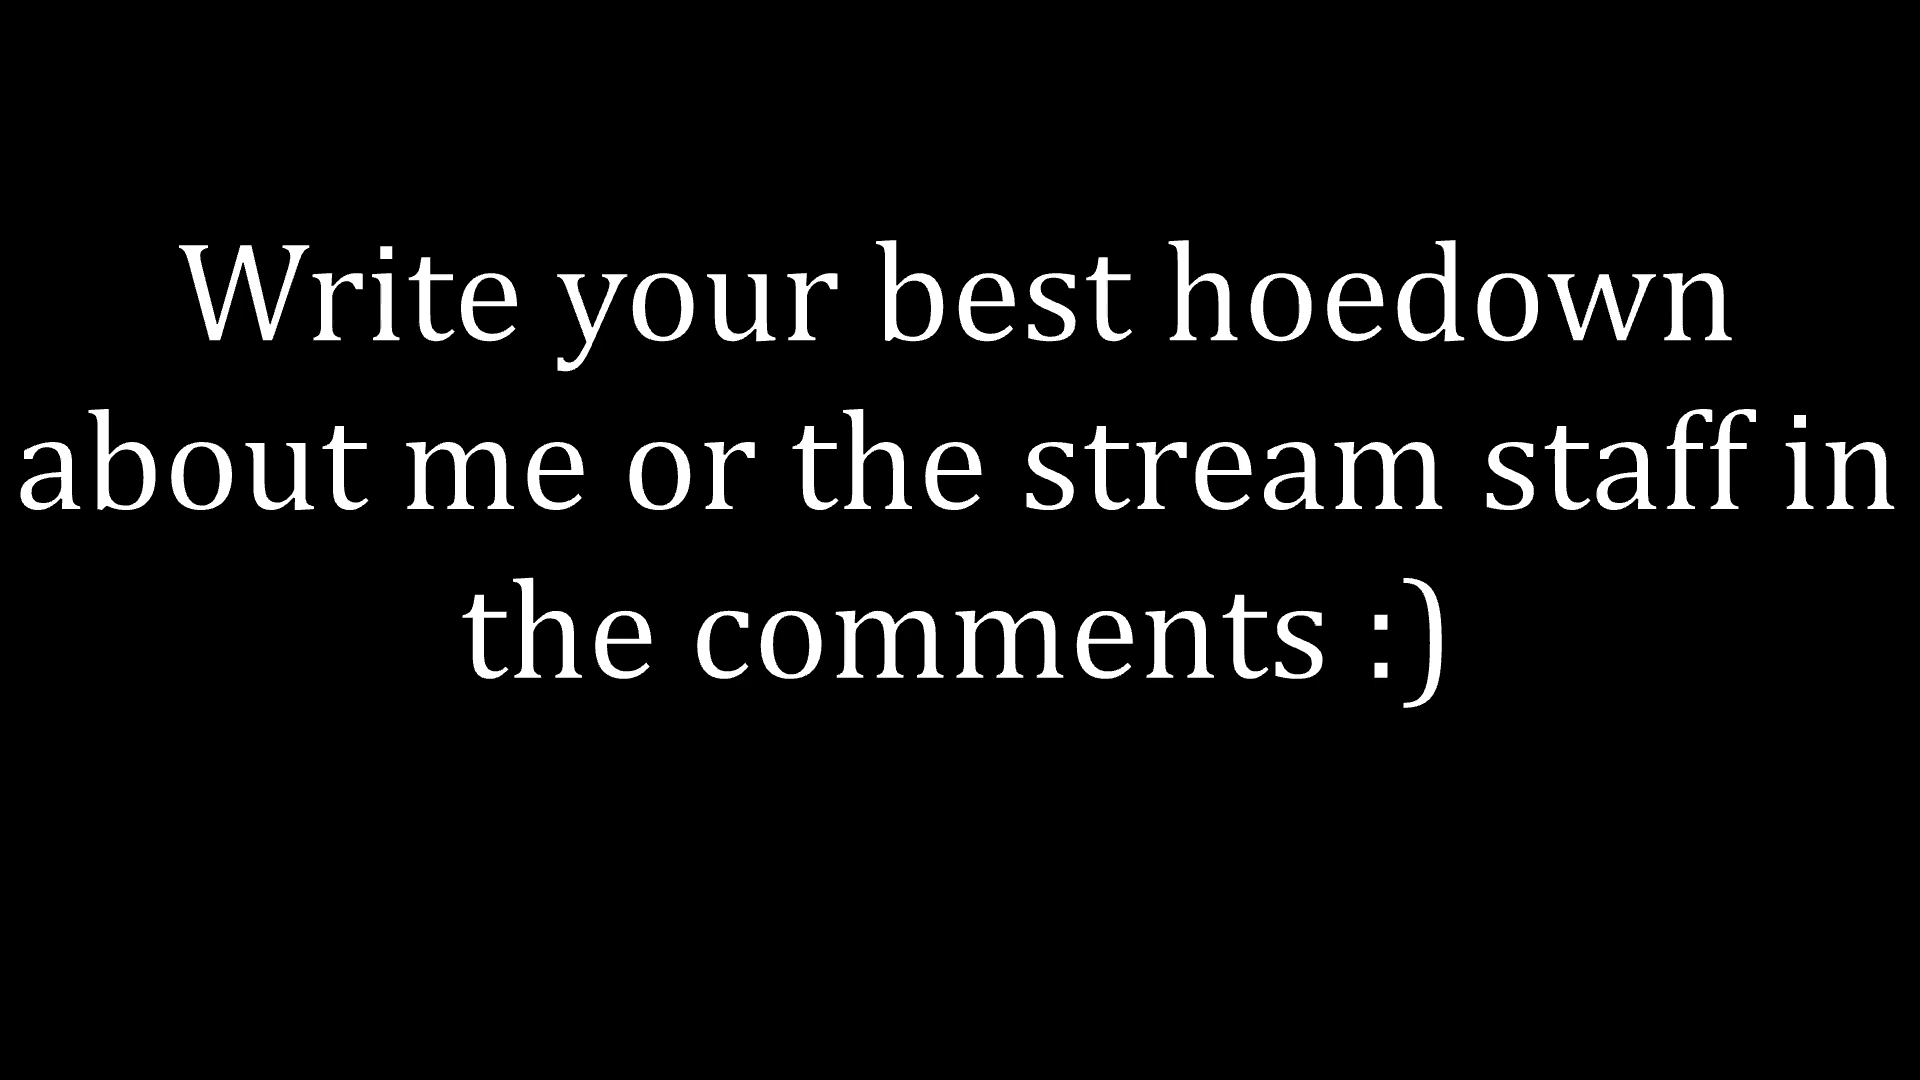 Write your best hoedown
about me or the stream staff in
the comments :)